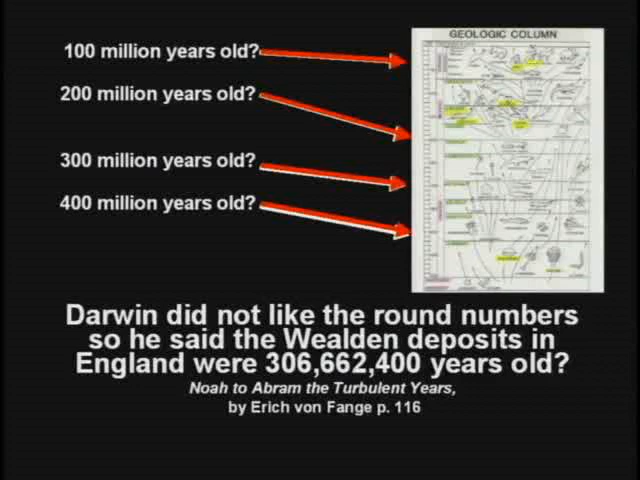 GEOLOGIC COLUMN
100 million years old?
200 million years old?
300 million years old?
400 million years old?
Darwin did not like the round numbers
so he said the Wealden deposits in
England were 306,662,400 years old?
Noah to Abram the Turbulent Years,
by Erich von Fange p. 116